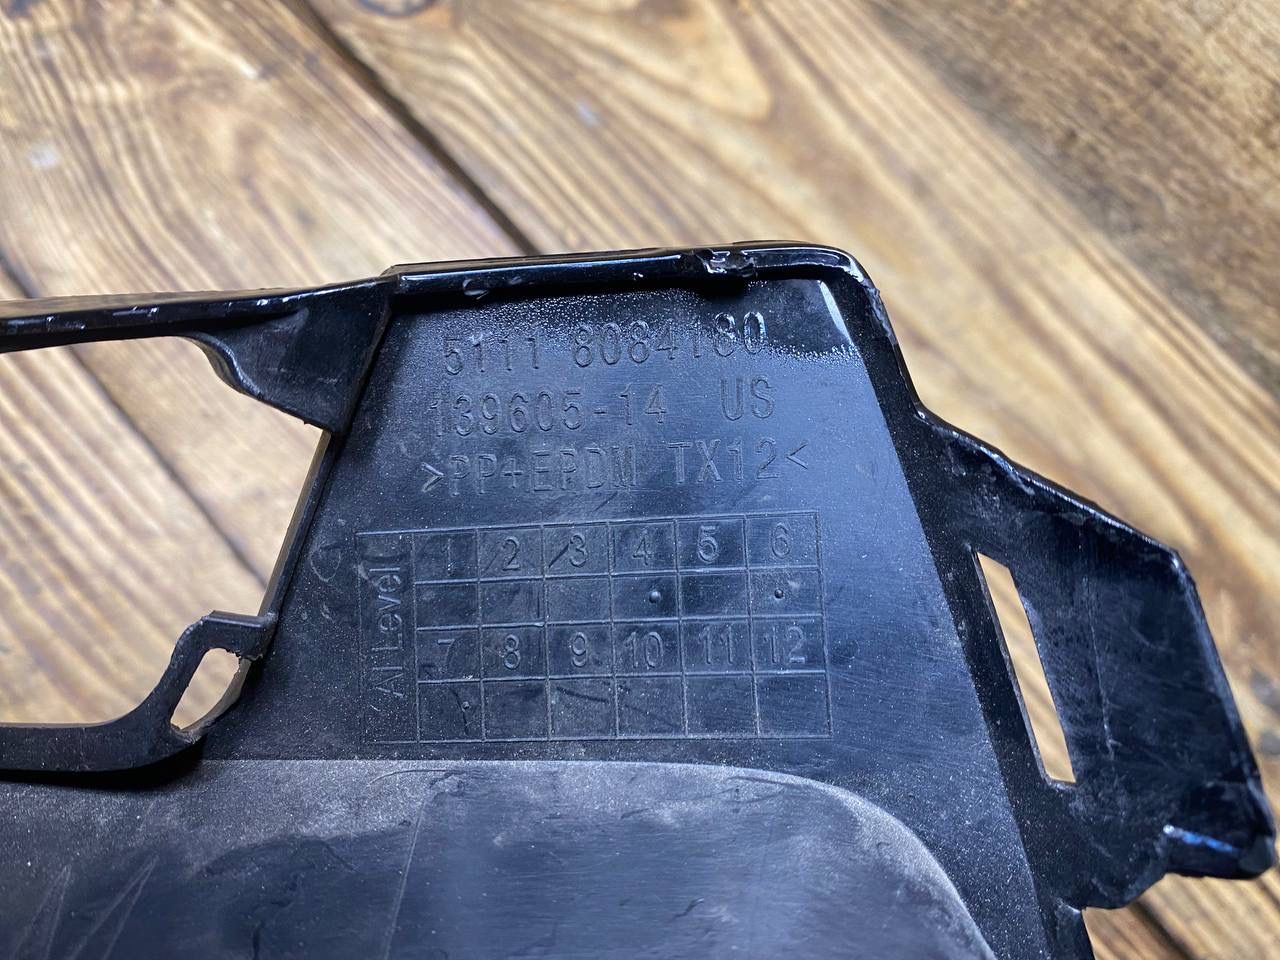 5111 8084180
139605-14 US
>PP+EPDM TX12<
AI Level
1 2 3 4 5 6
7 8 9 10 11 12